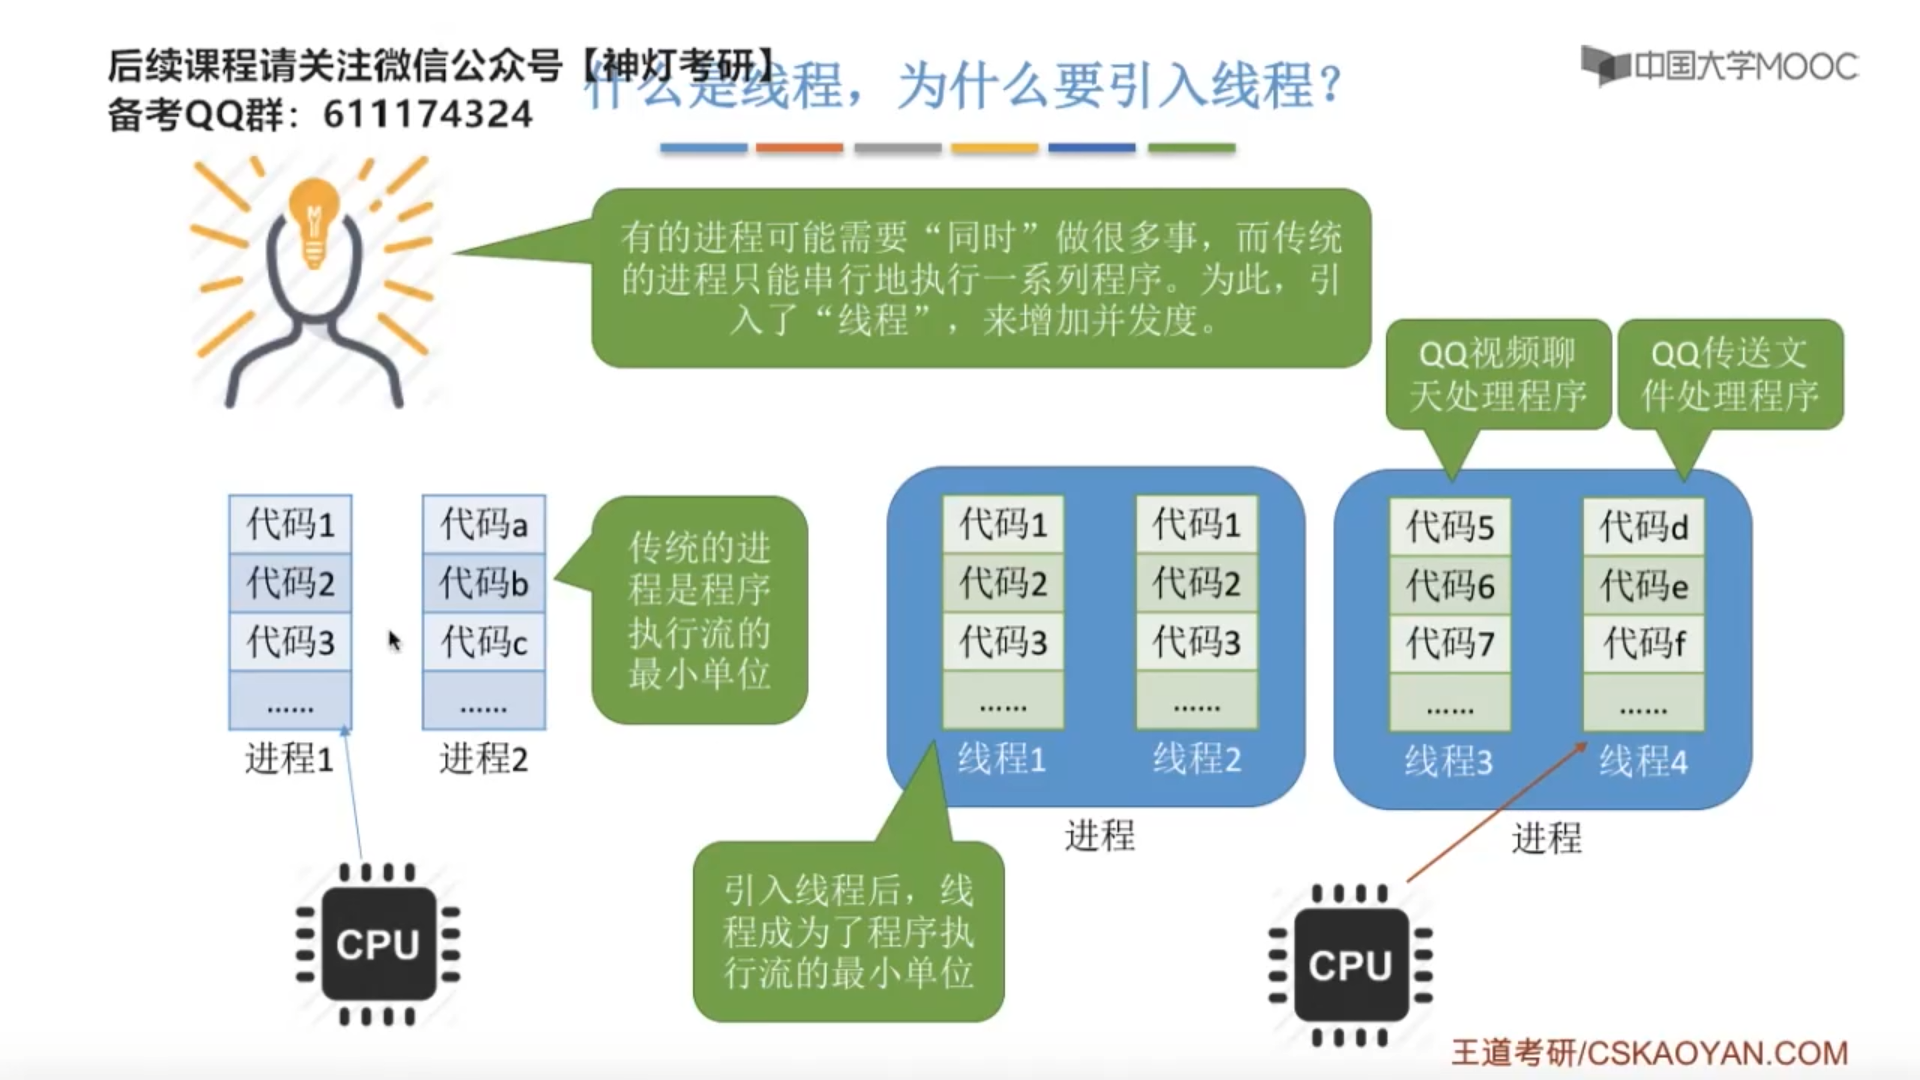 后续课程请关注微信公众号【神灯考研】
备考QQ群：611174324
什么是线程，为什么要引入线程？
中国大学MOOC
有的进程可能需要“同时”做很多事，而传统
的进程只能串行地执行一系列程序。为此，引
入了“线程”，来增加并发度。
QQ视频聊
天处理程序
QQ传送文
件处理程序
代码1
代码2
代码3
……
进程1
代码a
代码b
代码c
……
进程2
传统的进
程是程序
执行流的
最小单位
代码1
代码2
代码3
……
线程1
代码1
代码2
代码3
……
线程2
进程
代码5
代码6
代码7
……
线程3
代码d
代码e
代码f
……
线程4
进程
引入线程后，线
程成为了程序执
行流的最小单位
CPU
CPU
王道考研/CSKAOYAN.COM